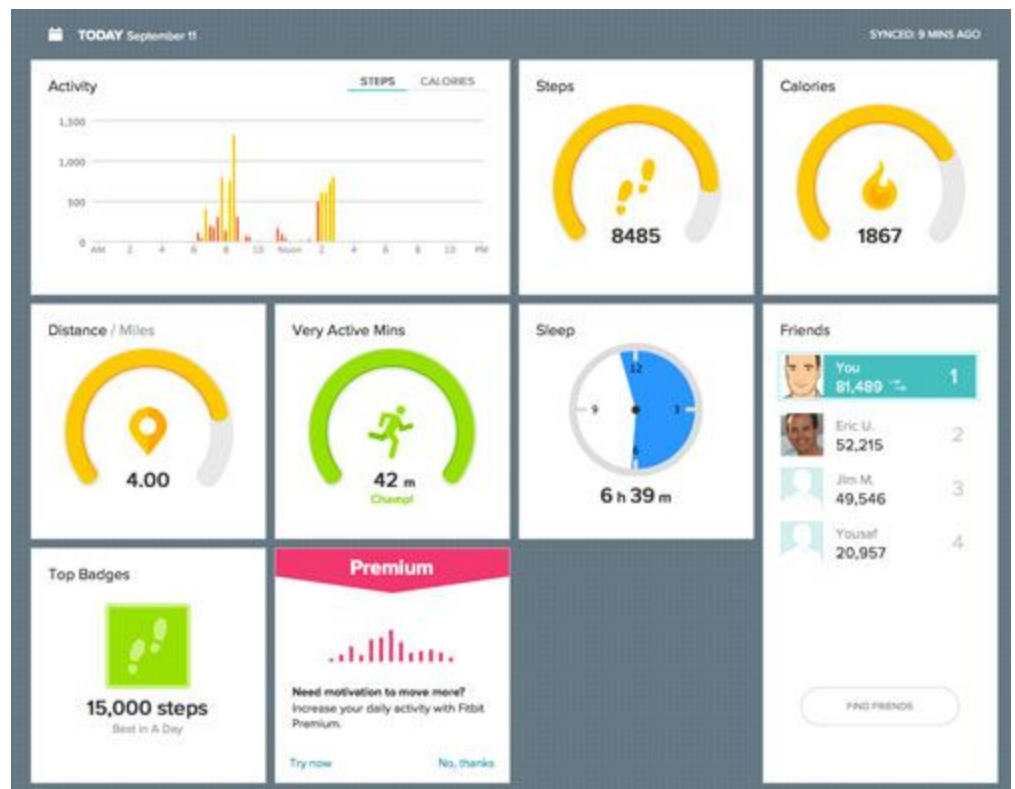 TODAY September 11
SYNCED: 9 MINS AGO
Activity
STEPS CALORIES
1,500
1,000
500
0
AM 2 4 6 8 10 Noon 2 4 6 8 10 PM
Steps
8485
Calories
1867
Distance / Miles
4.00
Very Active Mins
42 m
Champ!
Sleep
12
9 3
6
6 h 39 m
Friends
You
81,489
1
Eric U.
52,215
2
Jim M.
49,546
3
Yousaf
20,957
4
FIND FRIENDS
Top Badges
15,000 steps
Best in A Day
Premium
Need motivation to move more?
Increase your daily activity with Fitbit
Premium.
Try now No, thanks